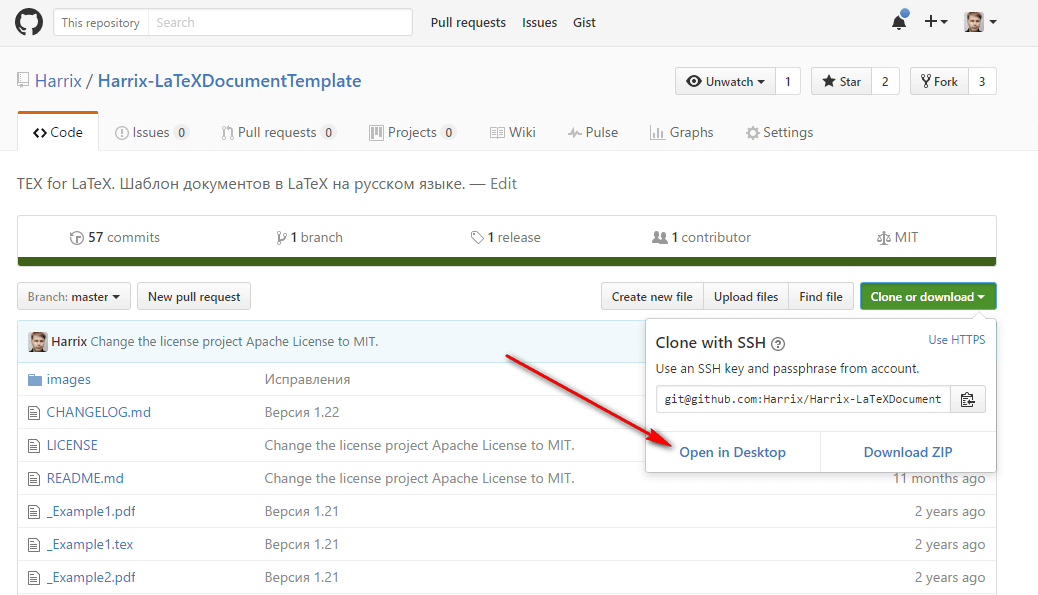 This repository Search Pull requests Issues Gist
Harrix / Harrix-LaTeXDocumentTemplate Unwatch 1 Star 2 Fork 3
Code Issues 0 Pull requests 0 Projects 0 Wiki Pulse Graphs Settings
TEX for LaTeX. Шаблон документов в LaTeX на русском языке. — Edit
57 commits 1 branch 1 release 1 contributor MIT
Branch: master New pull request Create new file Upload files Find file Clone or download
Harrix Change the license project Apache License to MIT.
Clone with SSH ? Use HTTPS
Use an SSH key and passphrase from account.
git@github.com:Harrix/Harrix-LaTeXDocument
Open in Desktop Download ZIP
images Исправления
CHANGELOG.md Версия 1.22
LICENSE Change the license project Apache License to MIT.
README.md Change the license project Apache License to MIT. 11 months ago
_Example1.pdf Версия 1.21 2 years ago
_Example1.tex Версия 1.21 2 years ago
_Example2.pdf Версия 1.21 2 years ago